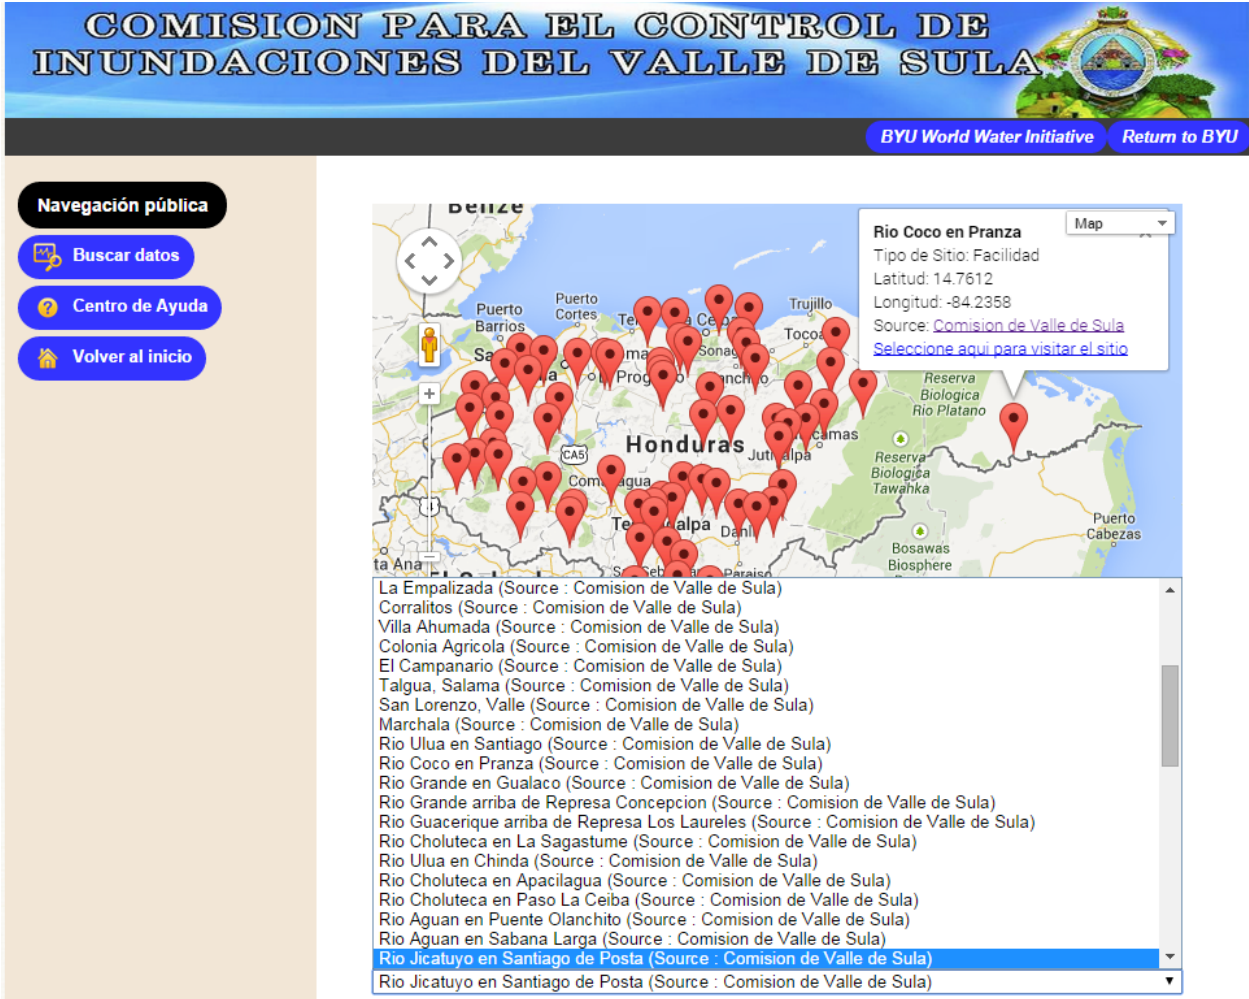 COMISION PARA EL CONTROL DE
INUNDACIONES DEL VALLE DE SULA
BYU World Water Initiative
Return to BYU
Navegación pública
Buscar datos
Centro de Ayuda
Volver al inicio
Belize
Map
Rio Coco en Pranza
Tipo de Sitio: Facilidad
Latitud: 14.7612
Longitud: -84.2358
Source: Comision de Valle de Sula
Seleccione aqui para visitar el sitio
Puerto
Barrios
Puerto
Cortes
Trujillo
Tocoa
Reserva
Biologica
Rio Platano
Honduras
CA5
Reserva
Biologica
Tawahka
Puerto
Cabezas
Bosawas
Biosphere
ta Ana
La Empalizada (Source : Comision de Valle de Sula)
Corralitos (Source : Comision de Valle de Sula)
Villa Ahumada (Source : Comision de Valle de Sula)
Colonia Agricola (Source : Comision de Valle de Sula)
El Campanario (Source : Comision de Valle de Sula)
Talgua, Salama (Source : Comision de Valle de Sula)
San Lorenzo, Valle (Source : Comision de Valle de Sula)
Marchala (Source : Comision de Valle de Sula)
Rio Ulua en Santiago (Source : Comision de Valle de Sula)
Rio Coco en Pranza (Source : Comision de Valle de Sula)
Rio Grande en Gualaco (Source : Comision de Valle de Sula)
Rio Grande arriba de Represa Concepcion (Source : Comision de Valle de Sula)
Rio Guacerique arriba de Represa Los Laureles (Source : Comision de Valle de Sula)
Rio Choluteca en La Sagastume (Source : Comision de Valle de Sula)
Rio Ulua en Chinda (Source : Comision de Valle de Sula)
Rio Choluteca en Apacilagua (Source : Comision de Valle de Sula)
Rio Choluteca en Paso La Ceiba (Source : Comision de Valle de Sula)
Rio Aguan en Puente Olanchito (Source : Comision de Valle de Sula)
Rio Aguan en Sabana Larga (Source : Comision de Valle de Sula)
Rio Jicatuyo en Santiago de Posta (Source : Comision de Valle de Sula)
Rio Jicatuyo en Santiago de Posta (Source : Comision de Valle de Sula)